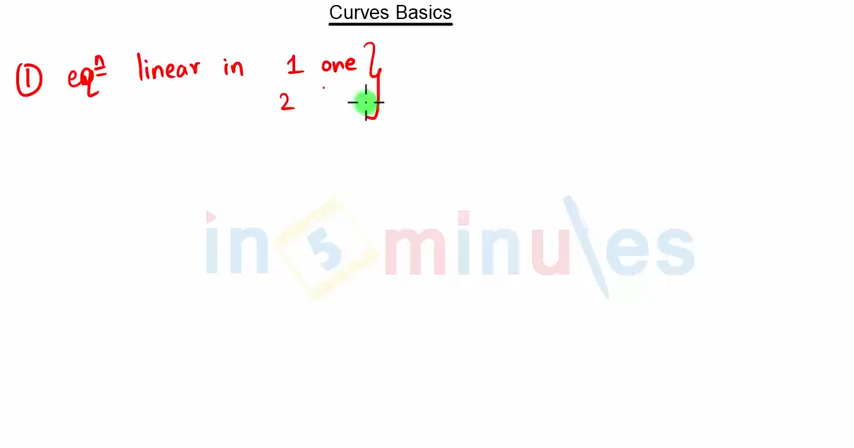 Curves Basics
① eqⁿ linear in 1 one
2
in 5 minutes